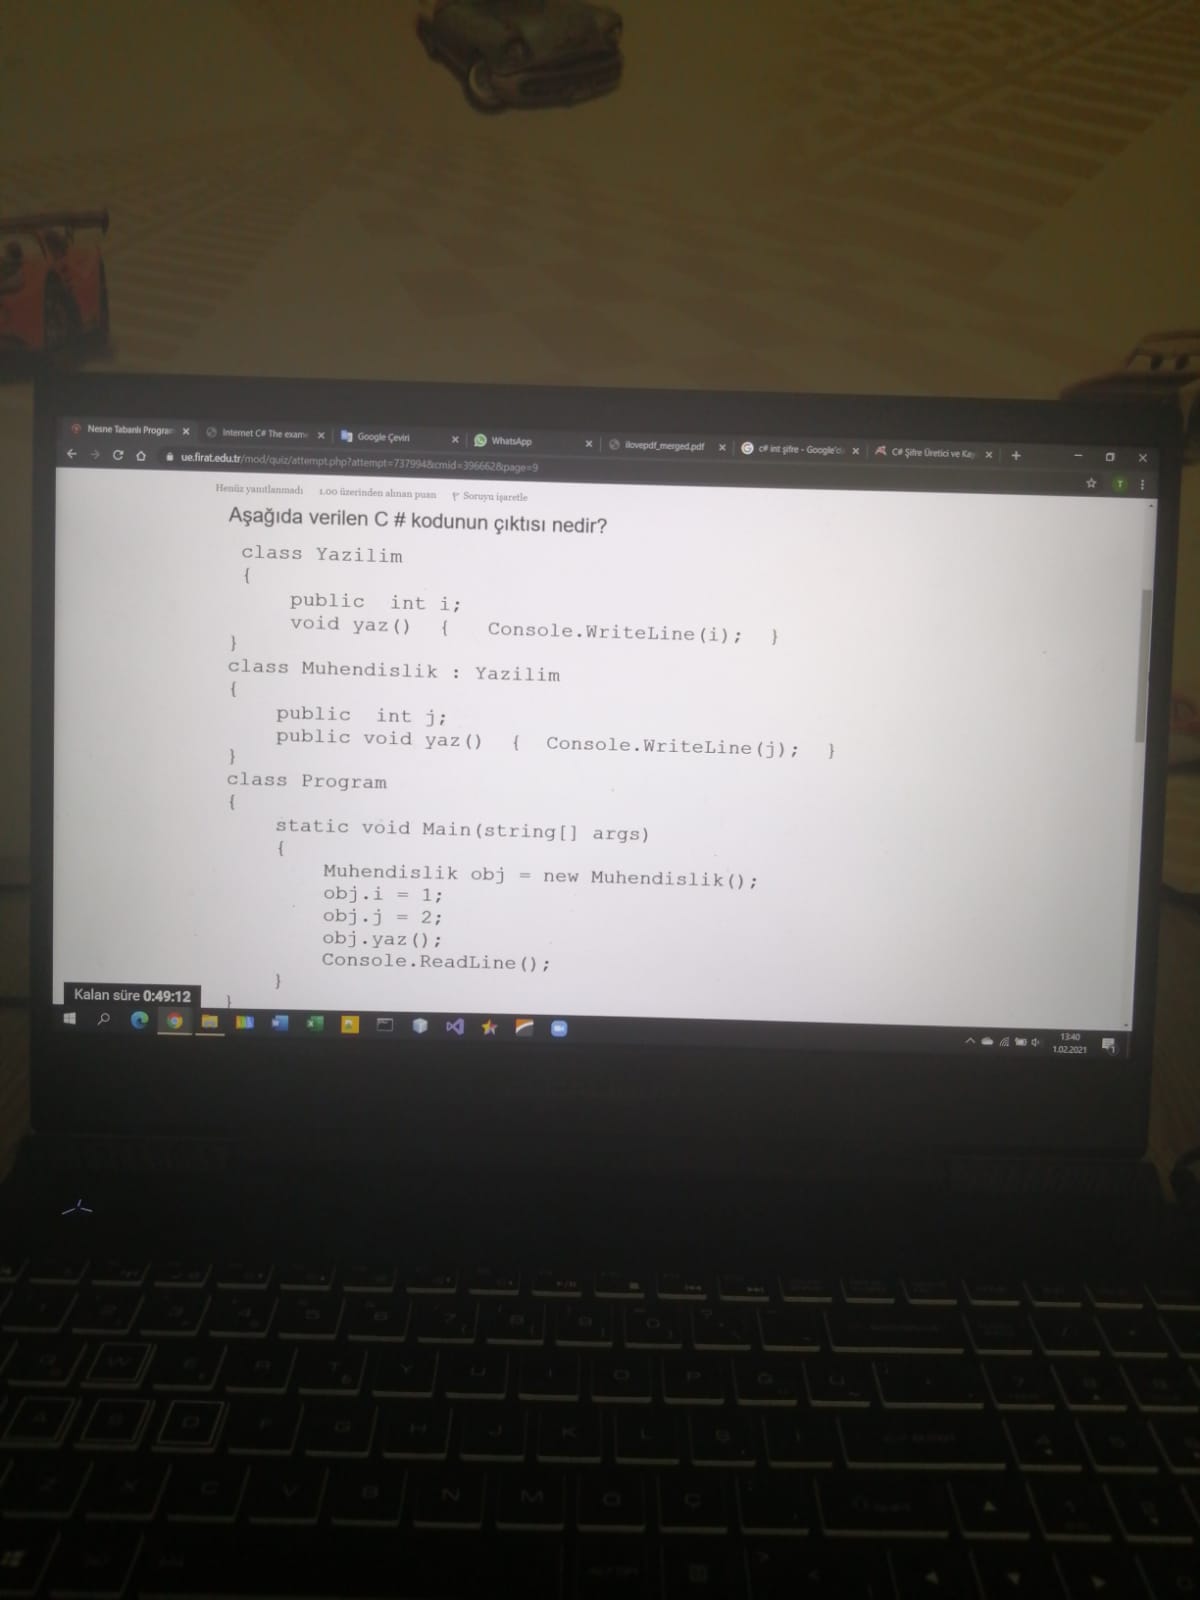 Nesne Tabanlı Program
Internet C# The exam
Google Çeviri
WhatsApp
ilovepdf_merged.pdf
c# int şifre - Google'd
C# Şifre Üretici ve Kay
ue.firat.edu.tr/mod/quiz/attempt.php?attempt=737994&cmid=396662&page=9
T
Henüz yanıtlanmadı 1.00 üzerinden alınan puan Soruyu işaretle
Aşağıda verilen C # kodunun çıktısı nedir?
class Yazilim
{
public int i;
void yaz() { Console.WriteLine(i); }
}
class Muhendislik : Yazilim
{
public int j;
public void yaz() { Console.WriteLine(j); }
}
class Program
{
static void Main(string[] args)
{
Muhendislik obj = new Muhendislik();
obj.i = 1;
obj.j = 2;
obj.yaz();
Console.ReadLine();
}
}
Kalan süre 0:49:12
13:40
1.02.2021